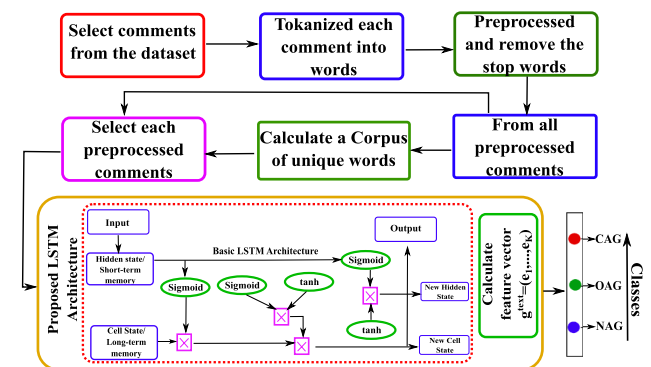 Select comments
from the dataset
Tokanized each
comment into
words
Preprocessed
and remove the
stop words
Select each
preprocessed
comments
Calculate a Corpus
of unique words
From all
preprocessed
comments
Proposed LSTM
Architecture
Input
Hidden state/
Short-term
memory
Basic LSTM Architecture
Sigmoid
Sigmoid
tanh
Sigmoid
tanh
Output
New Hidden
State
Cell State/
Long-term
memory
New Cell
State
Calculate
feature vector
g^text=(e₁,...,e_K)
CAG
OAG
NAG
Classes